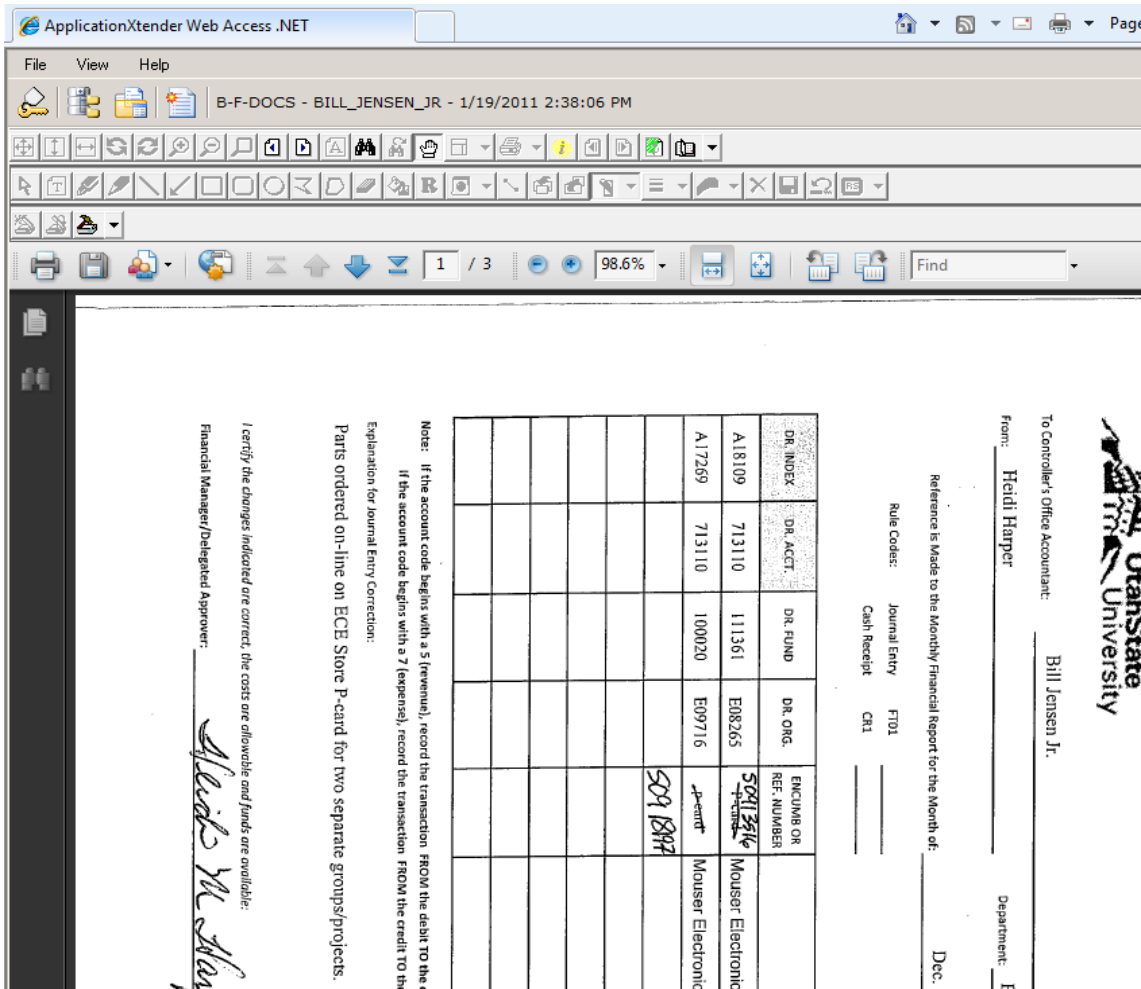 ApplicationXtender Web Access .NET
Page
File View Help
B-F-DOCS - BILL_JENSEN_JR - 1/19/2011 2:38:06 PM
1 / 3 98.6% Find
UtahState
University
To Controller's Office Accountant: Bill Jensen Jr.
From: Heidi Harper Department:
Reference is Made to the Monthly Financial Report for the Month of: Dec.
Rule Codes: Journal Entry FT01
Cash Receipt CR1
DR. INDEX DR. ACCT. DR. FUND DR. ORG. ENCUMB OR REF. NUMBER
A18109 713110 111361 E08265 P-card Mouser Electronic
A17269 713110 100020 E09716 p-card Mouser Electronic
Note: If the account code begins with a 5 (revenue), record the transaction FROM the debit TO the
If the account code begins with a 7 (expense), record the transaction FROM the credit TO the
Explanation for Journal Entry Correction:
Parts ordered on-line on ECE Store P-card for two separate groups/projects.
I certify the changes indicated are correct, the costs are allowable and funds are available:
Financial Manager/Delegated Approver: Heidi M